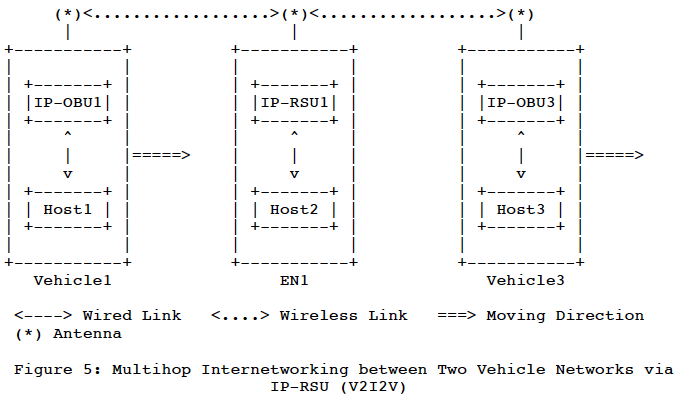 (*)<..................>(*)<..................>(*)
IP-OBU1 IP-RSU1 IP-OBU3
=====> =====>
Host1 Host2 Host3
Vehicle1 EN1 Vehicle3
<----> Wired Link <....> Wireless Link ===> Moving Direction
(*) Antenna
Figure 5: Multihop Internetworking between Two Vehicle Networks via
IP-RSU (V2I2V)